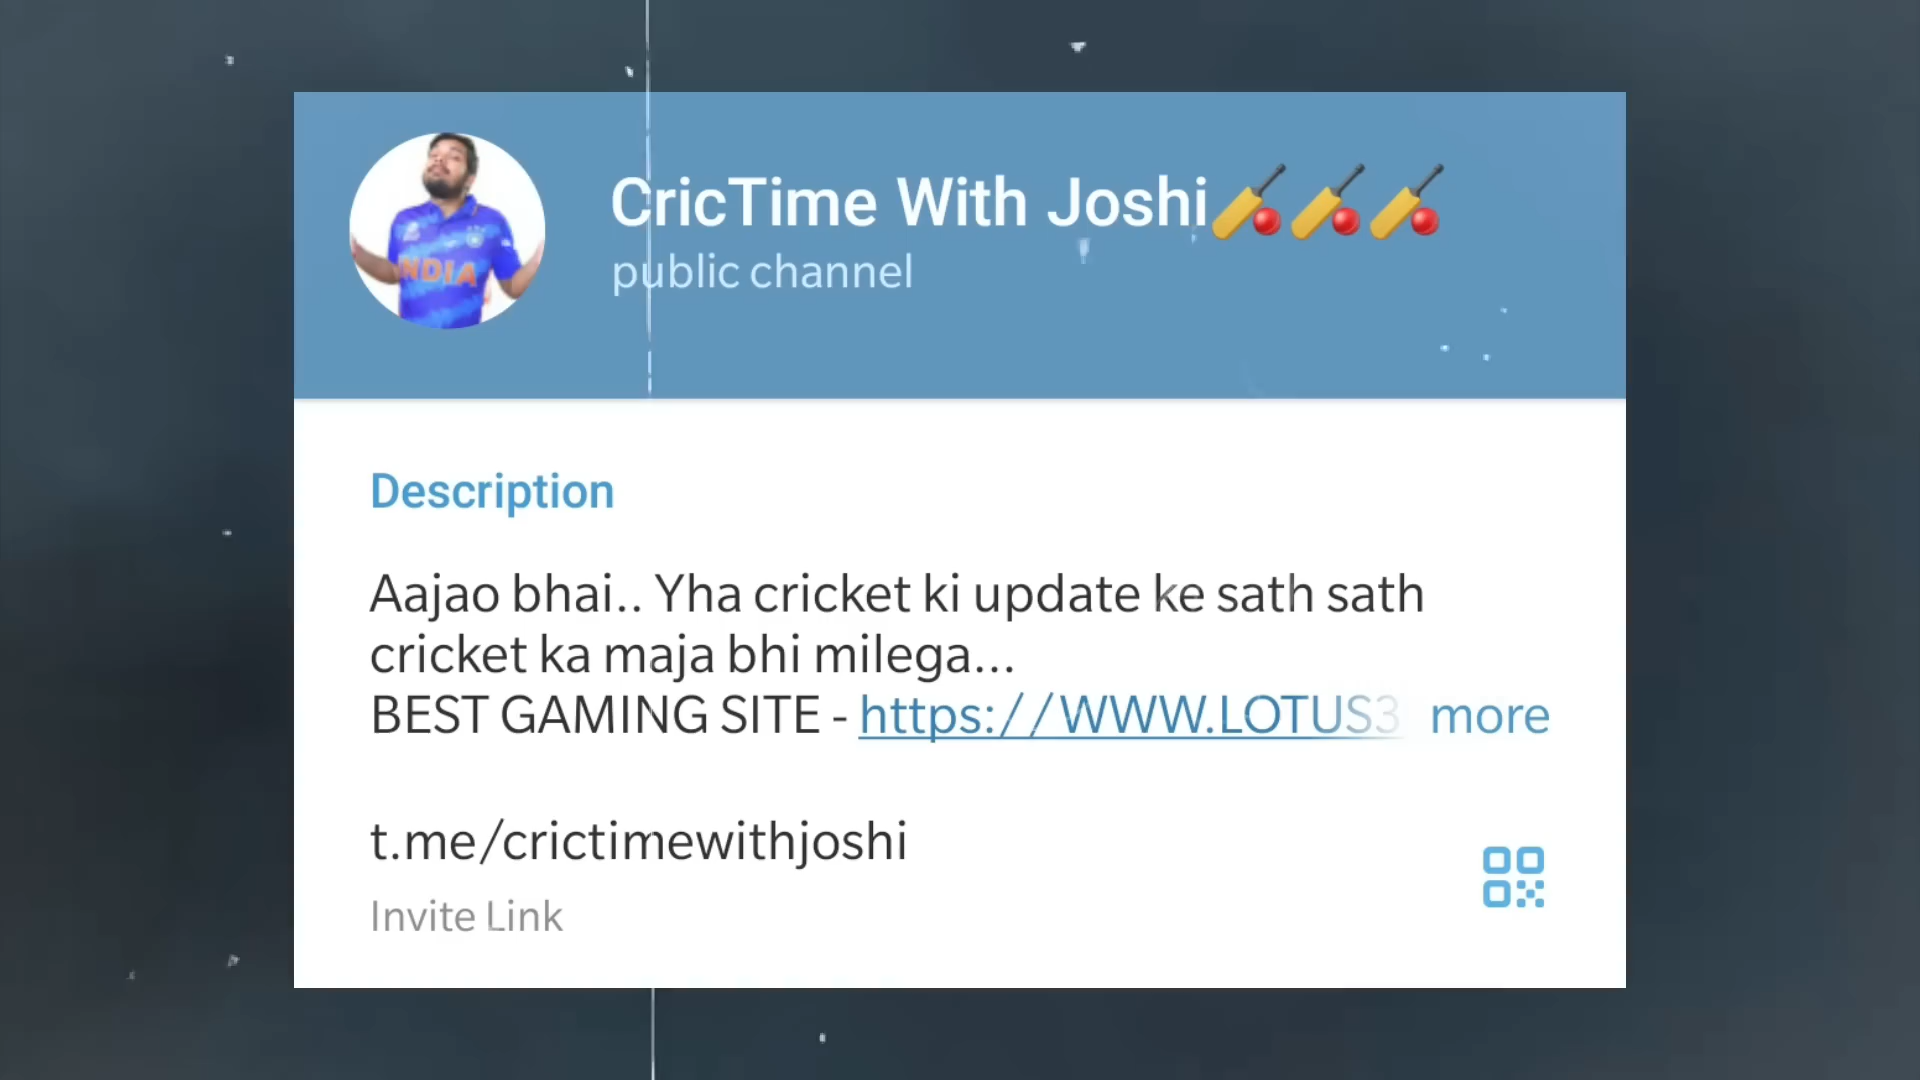 CricTime With Joshi🏏🏏🏏
public channel
INDIA
Description
Aajao bhai.. Yha cricket ki update ke sath sath
cricket ka maja bhi milega...
BEST GAMING SITE - https://WWW.LOTUS3 more
t.me/crictimewithjoshi
Invite Link